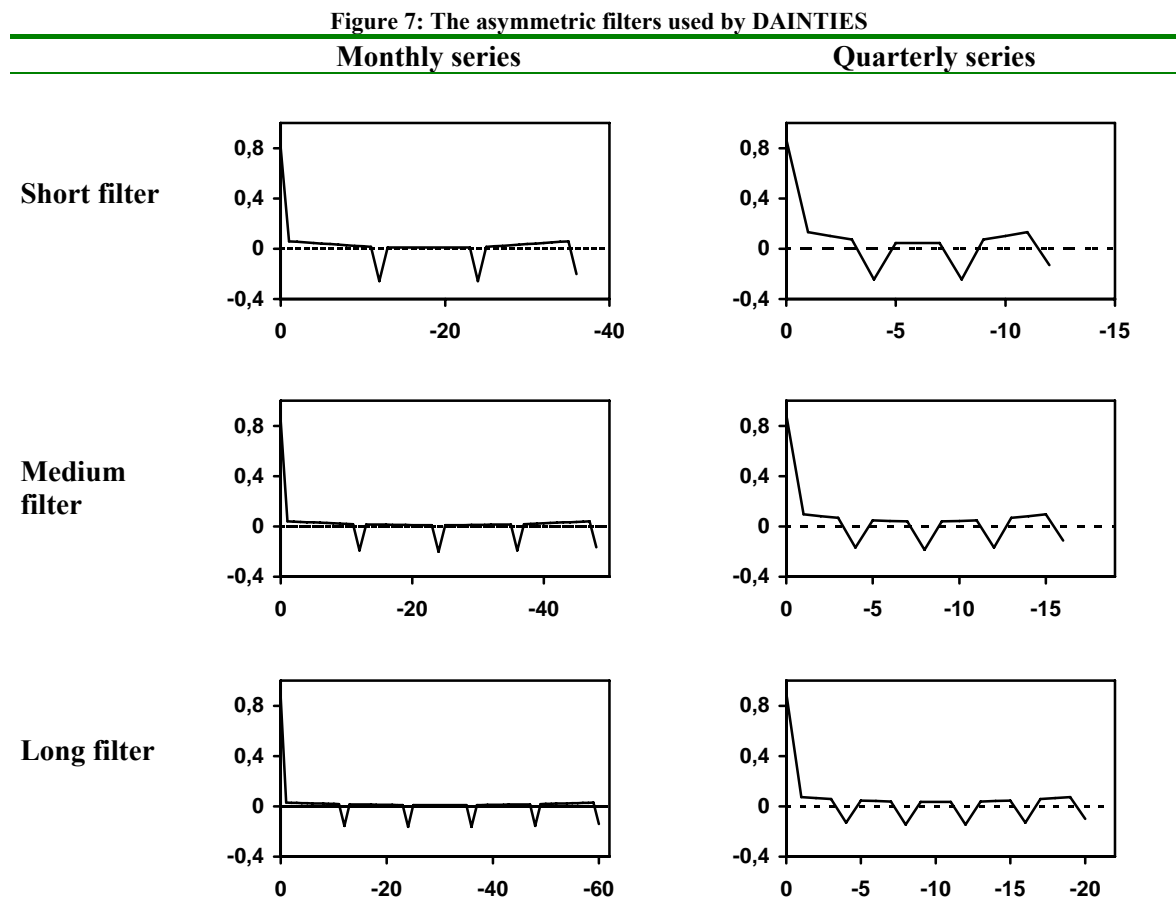 Figure 7: The asymmetric filters used by DAINTIES
Monthly series Quarterly series
Short filter
0,8
0,4
0
-0,4
0 -20 -40
0,8
0,4
0
-0,4
0 -5 -10 -15
Medium
filter
0,8
0,4
0
-0,4
0 -20 -40
0,8
0,4
0
-0,4
0 -5 -10 -15
Long filter
0,8
0,4
0
-0,4
0 -20 -40 -60
0,8
0,4
0
-0,4
0 -5 -10 -15 -20